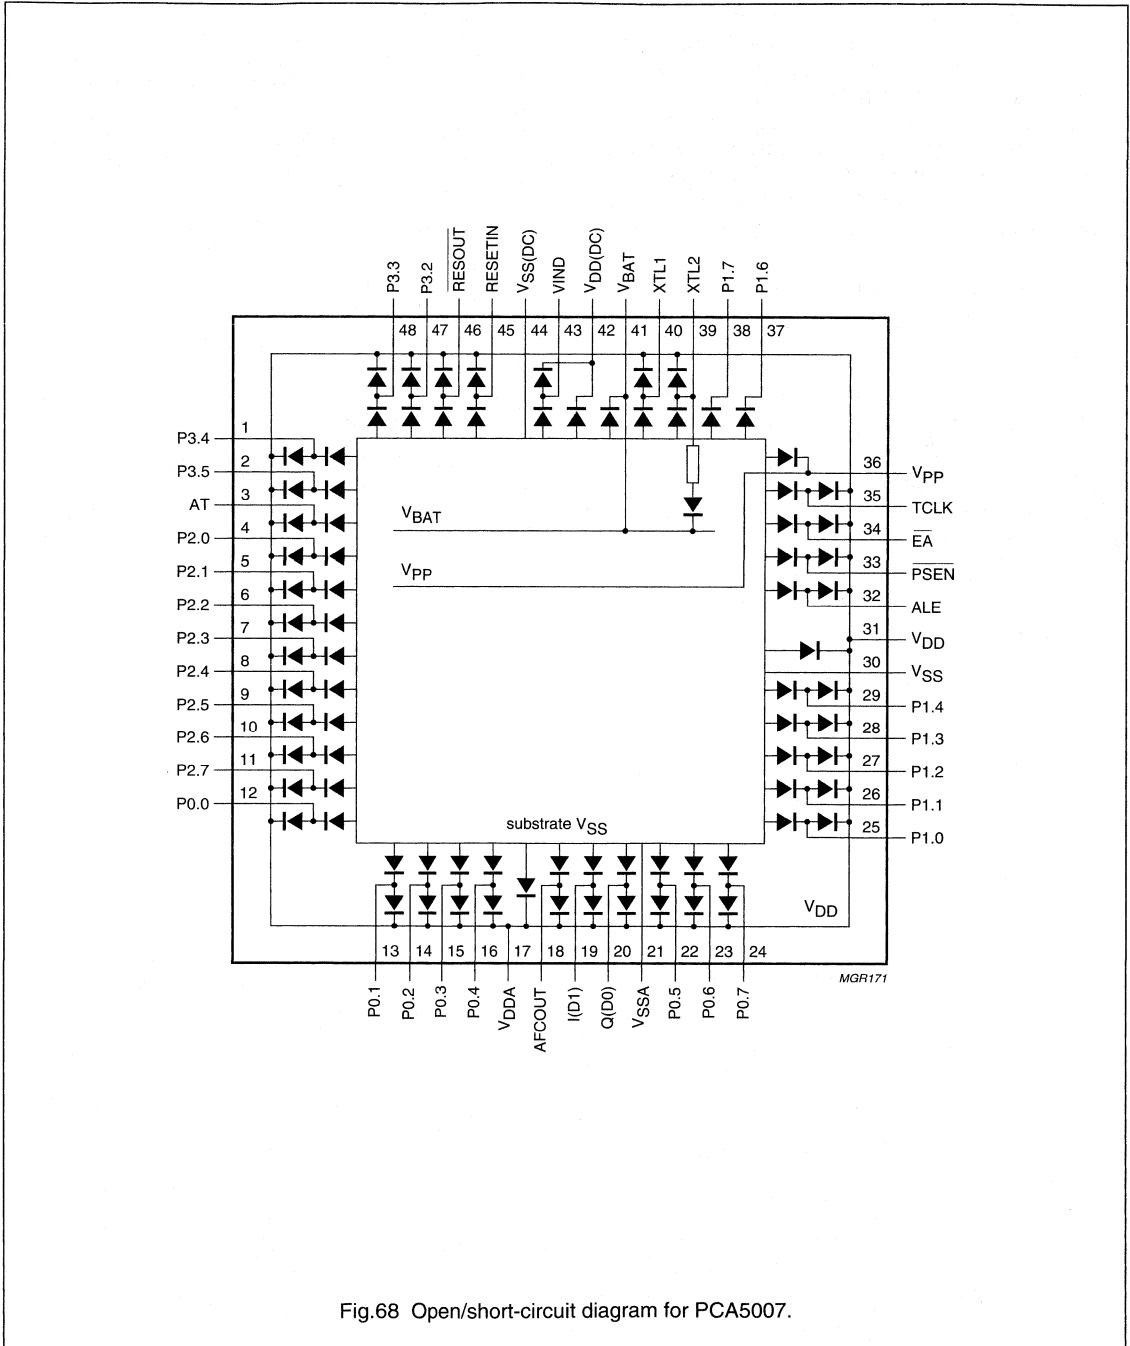 P3.3
P3.2
RESOUT
RESETIN
VSS(DC)
VIND
VDD(DC)
VBAT
XTL1
XTL2
P1.7
P1.6
48 47 46 45 44 43 42 41 40 39 38 37
P3.4 1
P3.5 2
AT 3
P2.0 4
P2.1 5
P2.2 6
P2.3 7
P2.4 8
P2.5 9
P2.6 10
P2.7 11
P0.0 12
VBAT
VPP
substrate VSS
VDD
36 VPP
35 TCLK
34 EA
33 PSEN
32 ALE
31 VDD
30 VSS
29 P1.4
28 P1.3
27 P1.2
26 P1.1
25 P1.0
13 14 15 16 17 18 19 20 21 22 23 24
P0.1
P0.2
P0.3
P0.4
VDDA
AFCOUT
I(D1)
Q(D0)
VSSA
P0.5
P0.6
P0.7
MGR171
Fig.68 Open/short-circuit diagram for PCA5007.